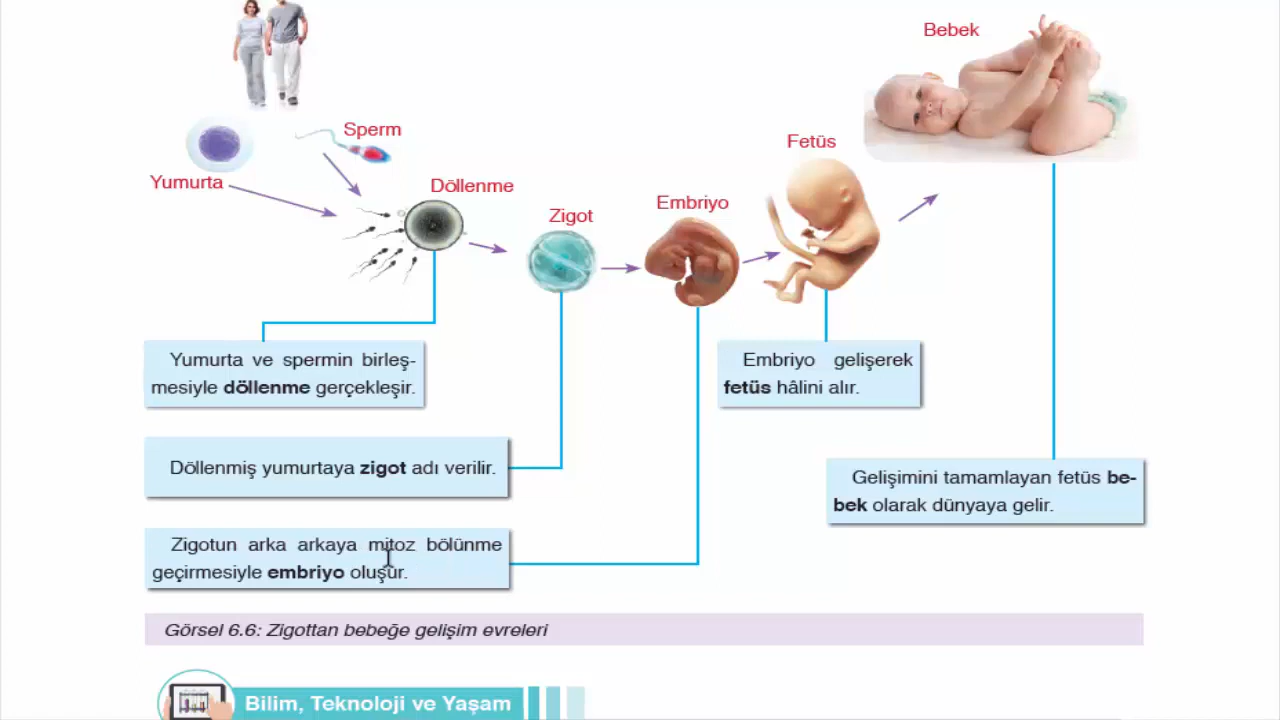 Bebek
Sperm
Fetüs
Yumurta
Döllenme
Zigot
Embriyo
Yumurta ve spermin birleş-
mesiyle döllenme gerçekleşir.
Embriyo gelişerek
fetüs hâlini alır.
Döllenmiş yumurtaya zigot adı verilir.
Gelişimini tamamlayan fetüs be-
bek olarak dünyaya gelir.
Zigotun arka arkaya mitoz bölünme
geçirmesiyle embriyo oluşur.
Görsel 6.6: Zigottan bebeğe gelişim evreleri
Bilim, Teknoloji ve Yaşam